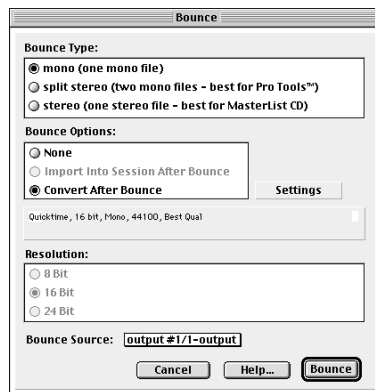 Bounce
Bounce Type:
mono (one mono file)
split stereo (two mono files - best for Pro Tools™)
stereo (one stereo file - best for MasterList CD)
Bounce Options:
None
Import Into Session After Bounce
Convert After Bounce
Settings
Quicktime, 16 bit, Mono, 44100, Best Qual
Resolution:
8 Bit
16 Bit
24 Bit
Bounce Source: output #1/1-output
Cancel Help... Bounce